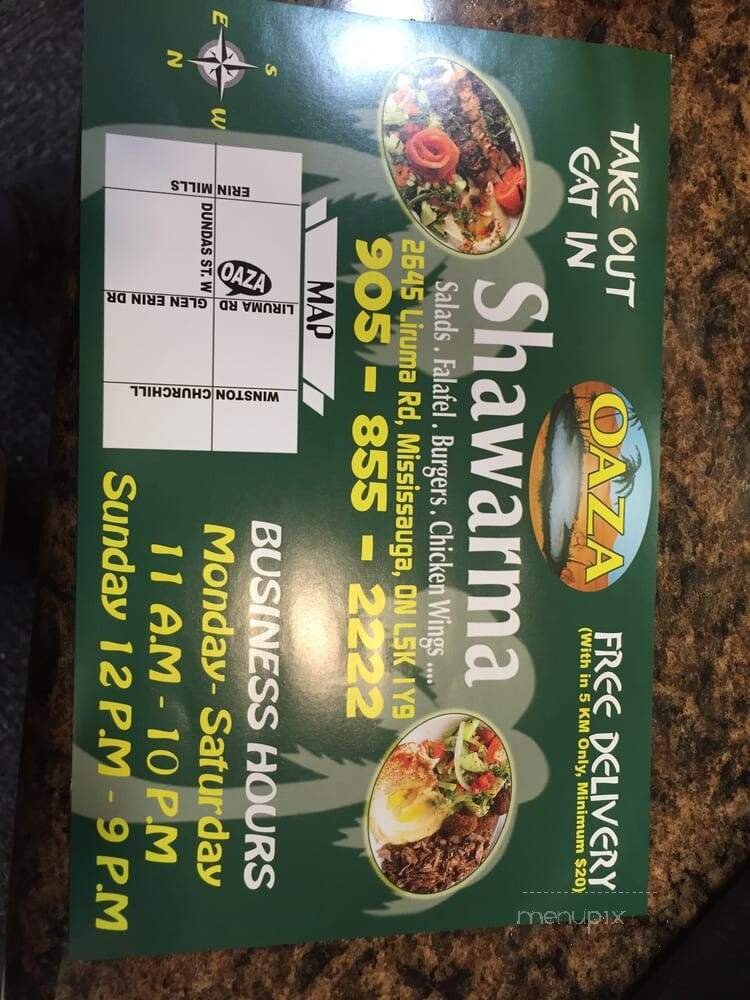 TAKE OUT
EAT IN
OAZA
FREE DELIVERY
(With in 5 KM Only, Minimum $20)
Shawarma
Salads . Falafel . Burgers . Chicken Wings ....
2645 Liruma Rd, Mississauga, ON L5K 1Y9
905 - 855 - 2222
MAP
ERIN MILLS
DUNDAS ST. W
OAZA
LIRUMA RD
GLEN ERIN DR
WINSTON CHURCHILL
E
S
N
W
BUSINESS HOURS
Monday - Saturday
11 A.M - 10 P.M
Sunday 12 P.M - 9 P.M
menupix